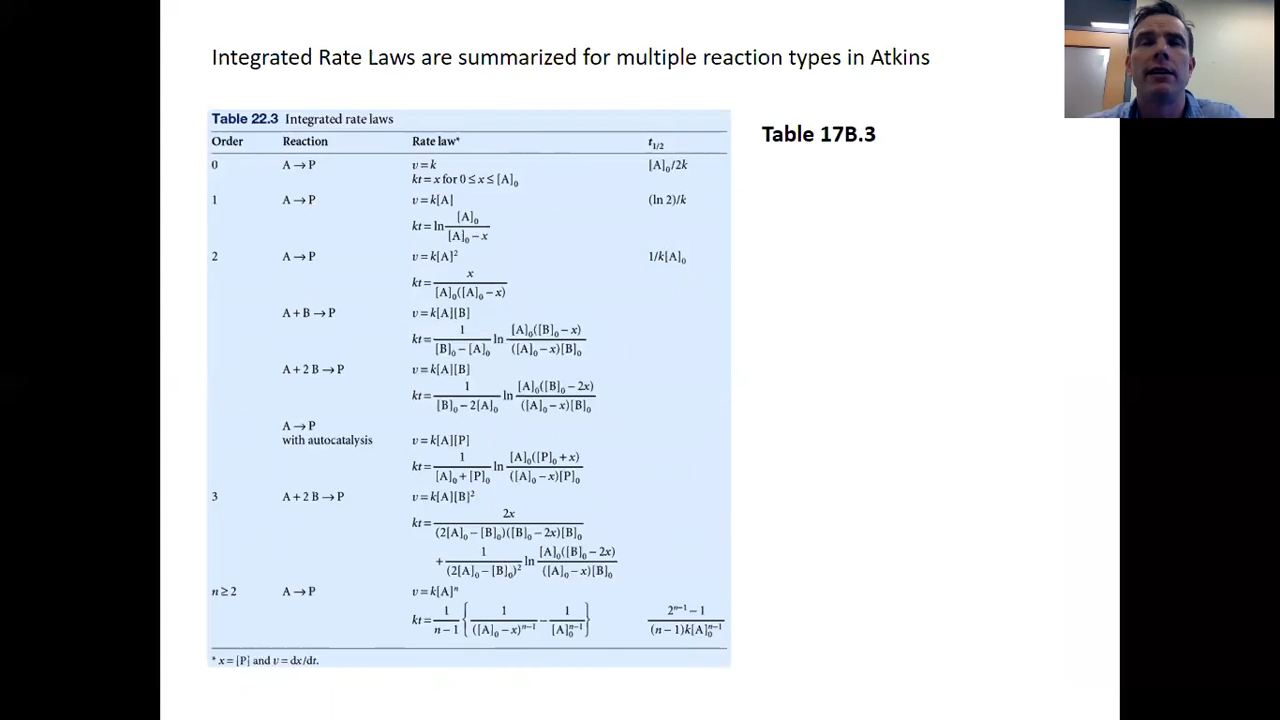 Integrated Rate Laws are summarized for multiple reaction types in Atkins
Table 17B.3
Table 22.3 Integrated rate laws
Order Reaction Rate law* t₁/₂
0 A→P v=k [A]₀/2k
kt=x for 0≤x≤[A]₀
1 A→P v=k[A] (ln 2)/k
kt=ln [A]₀/([A]₀−x)
2 A→P v=k[A]² 1/k[A]₀
kt= x/([A]₀([A]₀−x))
A+B→P v=k[A][B]
kt= 1/([B]₀−[A]₀) ln [A]₀([B]₀−x)/(([A]₀−x)[B]₀)
A+2 B→P v=k[A][B]
kt= 1/([B]₀−2[A]₀) ln [A]₀([B]₀−2x)/(([A]₀−x)[B]₀)
A→P
with autocatalysis v=k[A][P]
kt= 1/([A]₀+[P]₀) ln [A]₀([P]₀+x)/(([A]₀−x)[P]₀)
3 A+2 B→P v=k[A][B]²
kt= 2x/((2[A]₀−[B]₀)([B]₀−2x)[B]₀)
+ 1/(2[A]₀−[B]₀)² ln [A]₀([B]₀−2x)/(([A]₀−x)[B]₀)
n≥2 A→P v=k[A]ⁿ
kt= 1/(n−1) {1/([A]₀−x)ⁿ⁻¹ − 1/[A]₀ⁿ⁻¹} (2ⁿ⁻¹−1)/((n−1)k[A]₀ⁿ⁻¹)
* x=[P] and v=dx/dt.